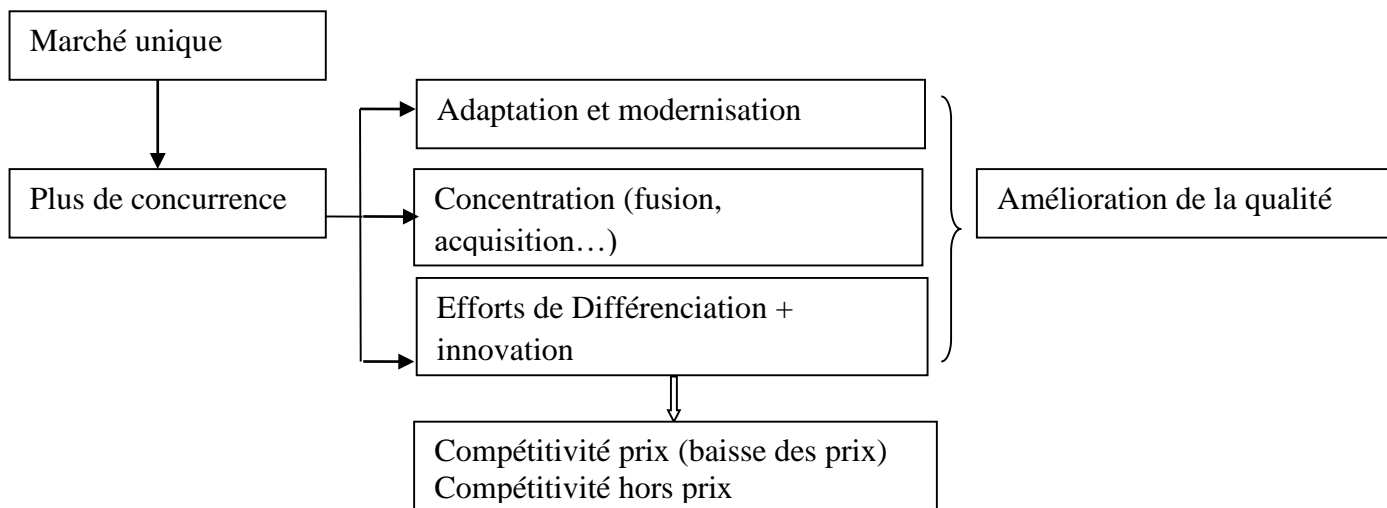 Marché unique
Adaptation et modernisation
Plus de concurrence
Concentration (fusion,
acquisition…)
Amélioration de la qualité
Efforts de Différenciation +
innovation
Compétitivité prix (baisse des prix)
Compétitivité hors prix